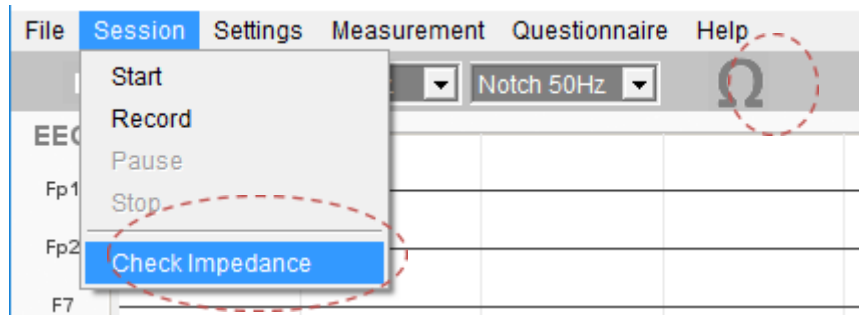 File Session Settings Measurement Questionnaire Help
Start
Notch 50Hz
Ω
Record
EEG
Pause
Fp1
Stop
Fp2
Check Impedance
F7